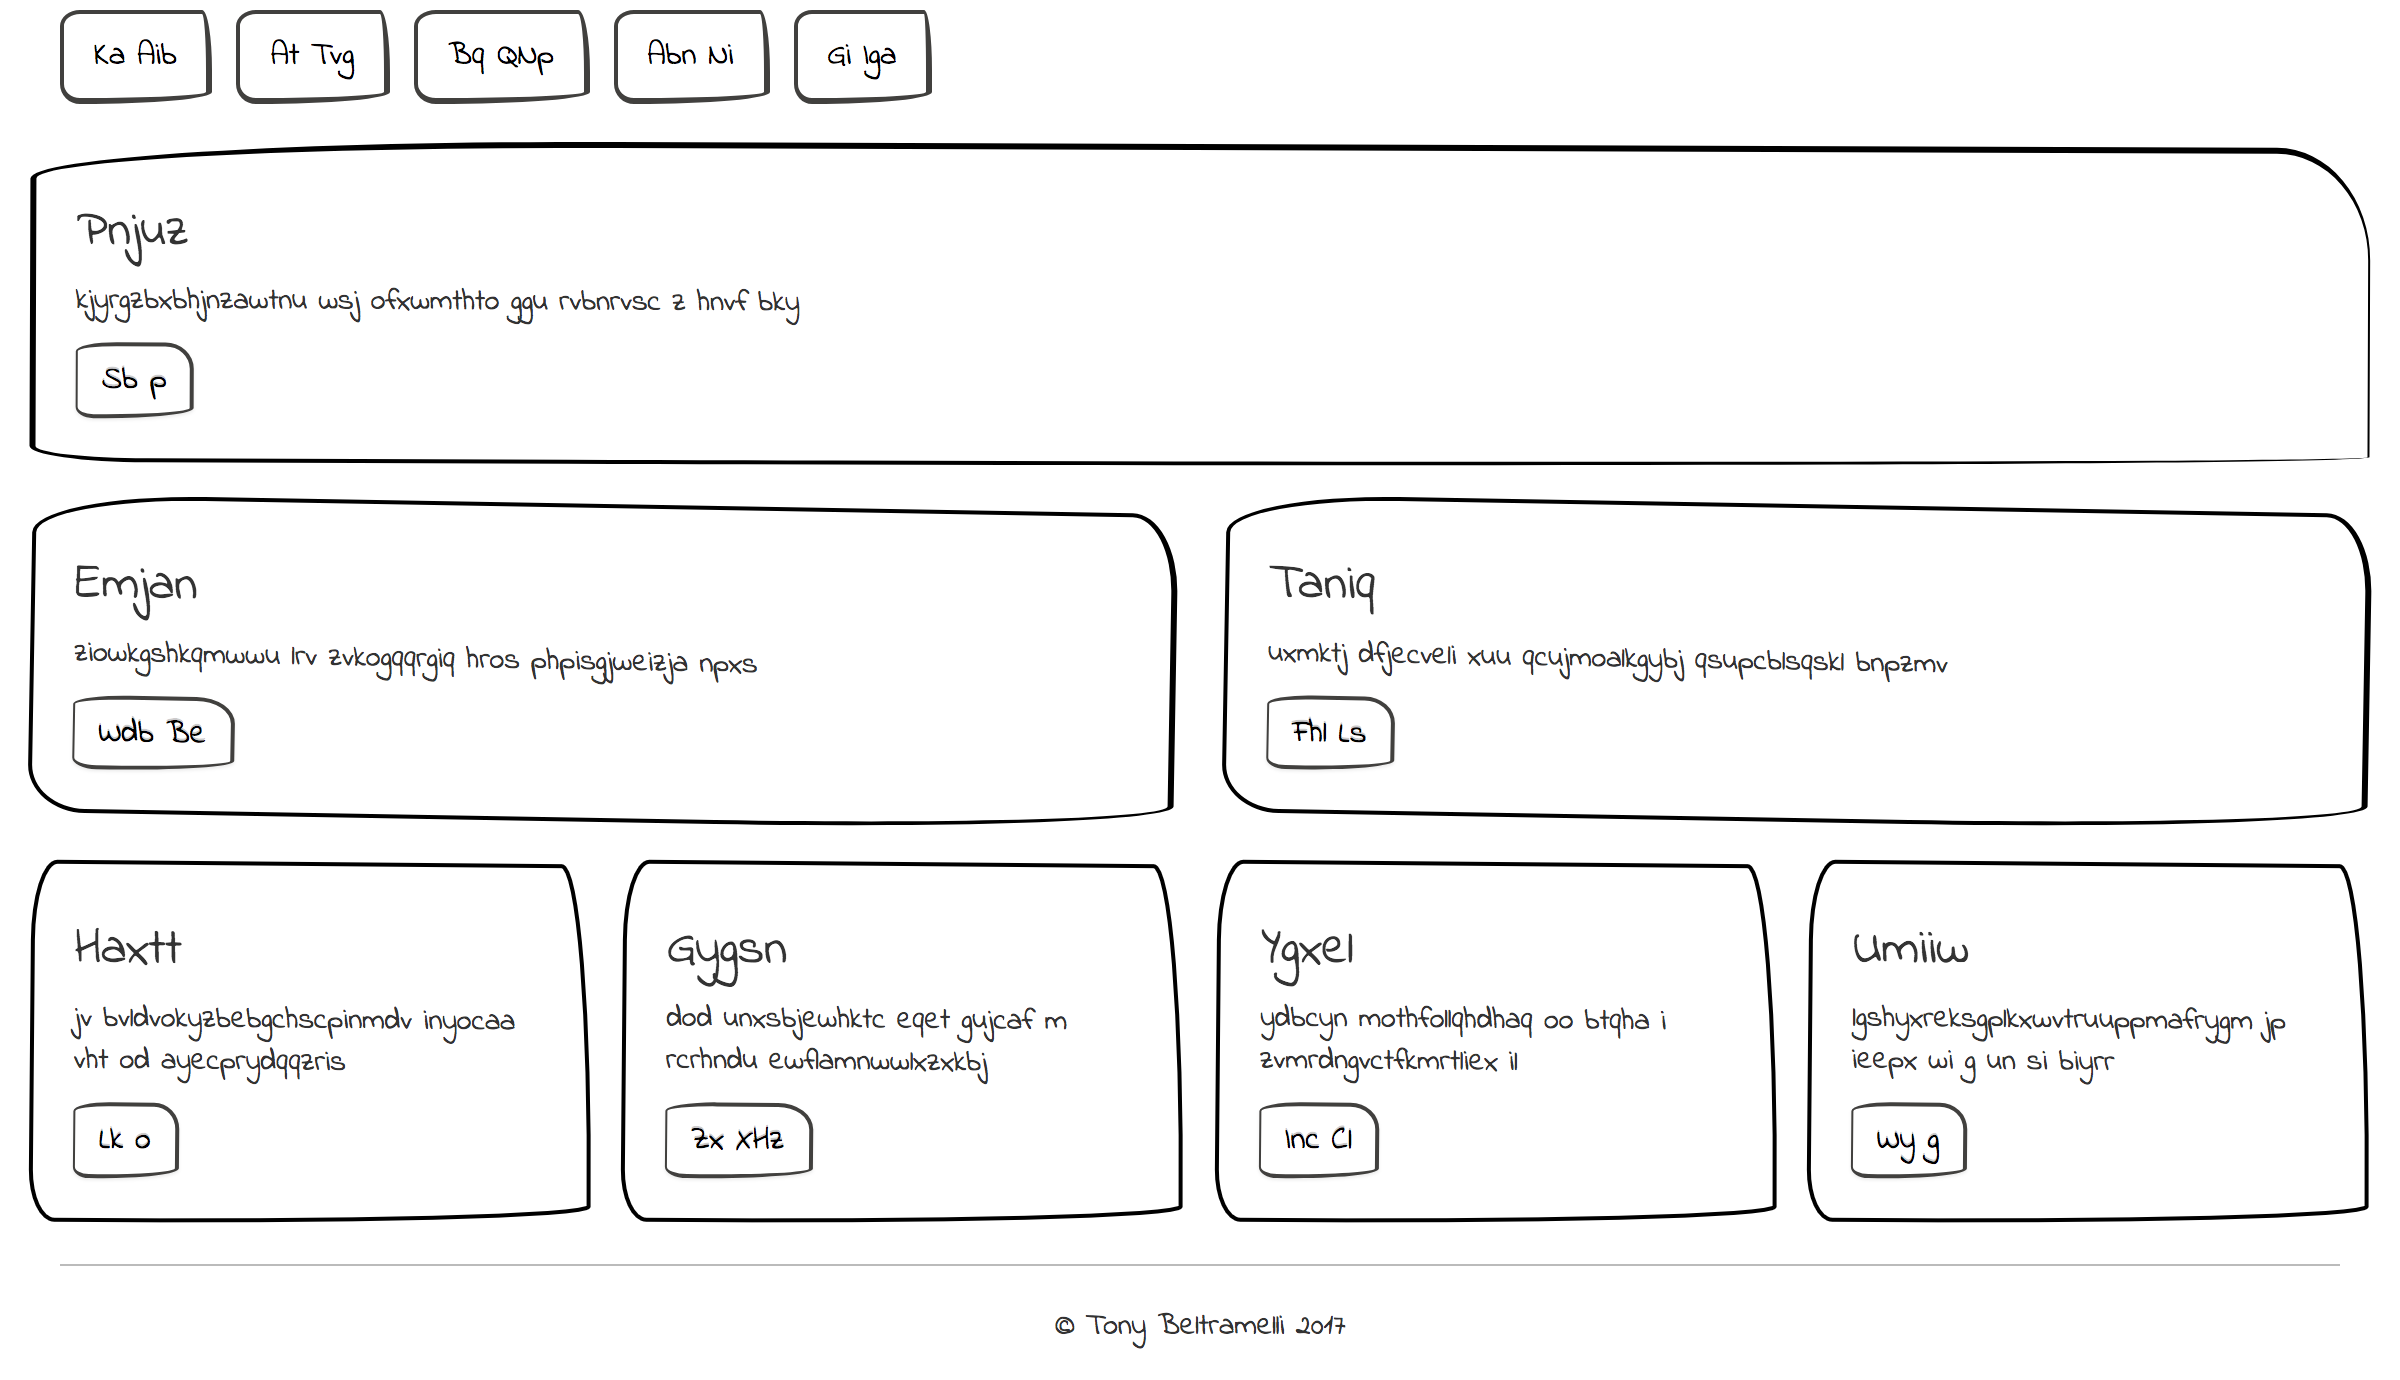 Ka Aib
At Tvg
Bq QNp
Abn Ni
Gi Iga
Pnjuz
kjyrgzbxbhjnzawtnu wsj ofxwmthto ggu rvbnrvsc z hnvf bky
Sb p
Emjan
ziowkgshkqmwwu lrv zvkogqqrgiq hros phpisgjweizja npxs
Wdb Be
Taniq
uxmktj dfjecveli xuu qcujmoalkgybj qsupcblsqskl bnpzmv
Fhl Ls
Haxtt
jv bvldvokyzbebgchscpinmdv inyocaa
vht od ayecprydqqzris
Lk o
Gygsn
dod unxsbjewhktc eqet gujcaf m
rcrhndu ewflamnwwlxzxkbj
Zx XHz
Ygxel
ydbcyn mothfollqhdhaq oo btqha i
zvmrdngvctfkmrtliex il
Inc Cl
Umiiw
lgshyxreksgplkxwvtruuppmafrygm jp
ieepx wi g un si biyrr
Wy g
© Tony Beltramelli 2017